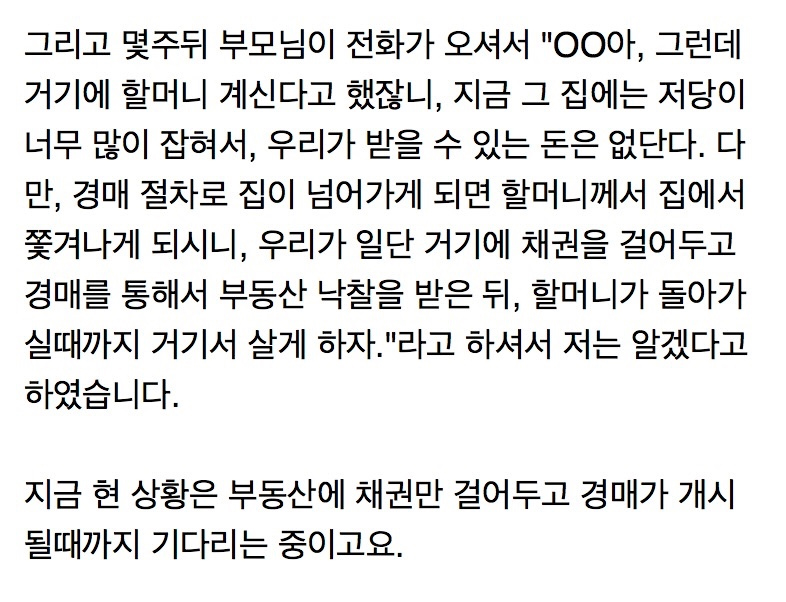 그리고 몇주뒤 부모님이 전화가 오셔서 "OO아, 그런데
거기에 할머니 계신다고 했잖니, 지금 그 집에는 저당이
너무 많이 잡혀서, 우리가 받을 수 있는 돈은 없단다. 다
만, 경매 절차로 집이 넘어가게 되면 할머니께서 집에서
쫓겨나게 되시니, 우리가 일단 거기에 채권을 걸어두고
경매를 통해서 부동산 낙찰을 받은 뒤, 할머니가 돌아가
실때까지 거기서 살게 하자."라고 하셔서 저는 알겠다고
하였습니다.
지금 현 상황은 부동산에 채권만 걸어두고 경매가 개시
될때까지 기다리는 중이고요.